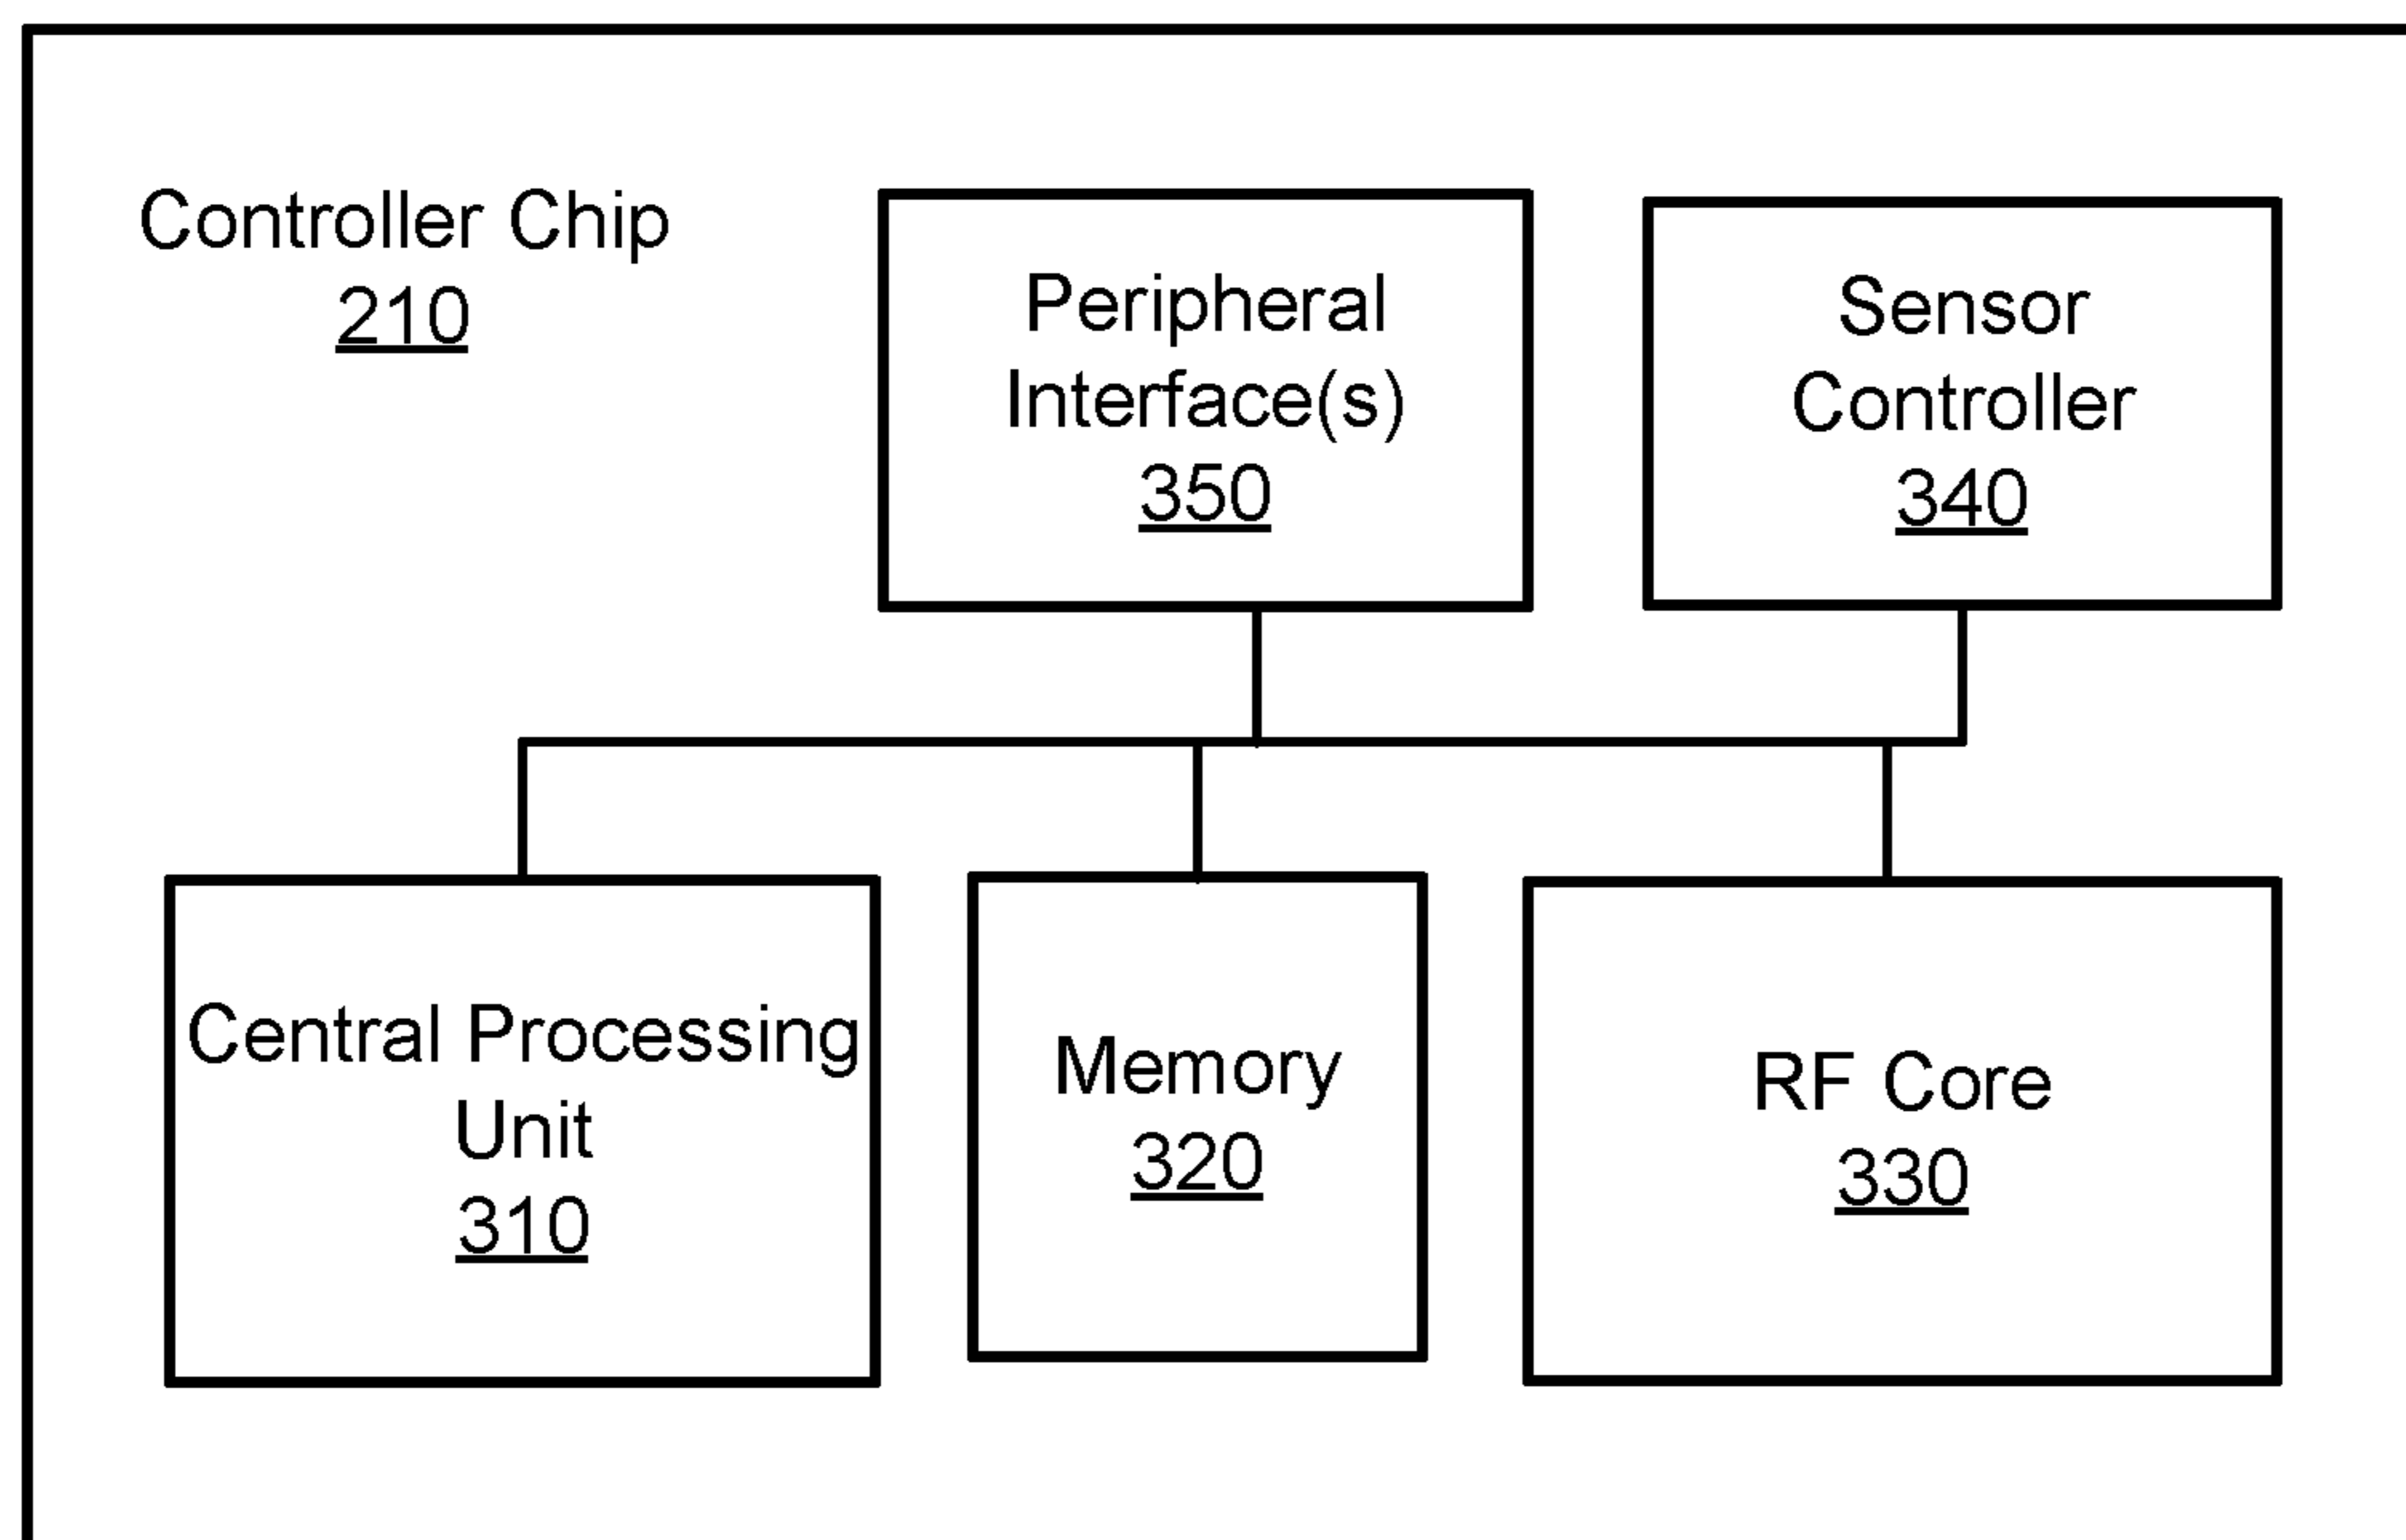 Controller Chip
210
Peripheral
Interface(s)
350
Sensor
Controller
340
Central Processing
Unit
310
Memory
320
RF Core
330